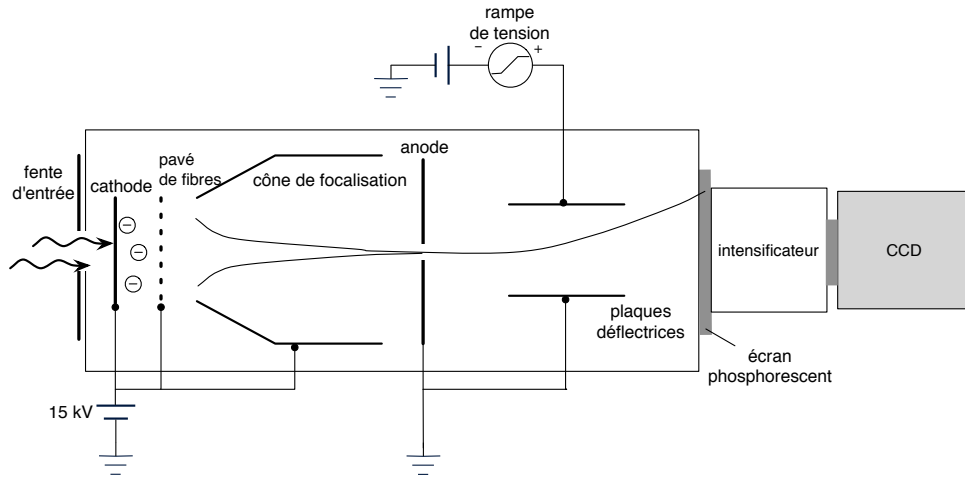 rampe
de tension
− +
anode
fente
d'entrée
cathode
pavé
de fibres
cône de focalisation
− − −
intensificateur
CCD
plaques
déflectrices
écran
phosphorescent
15 kV